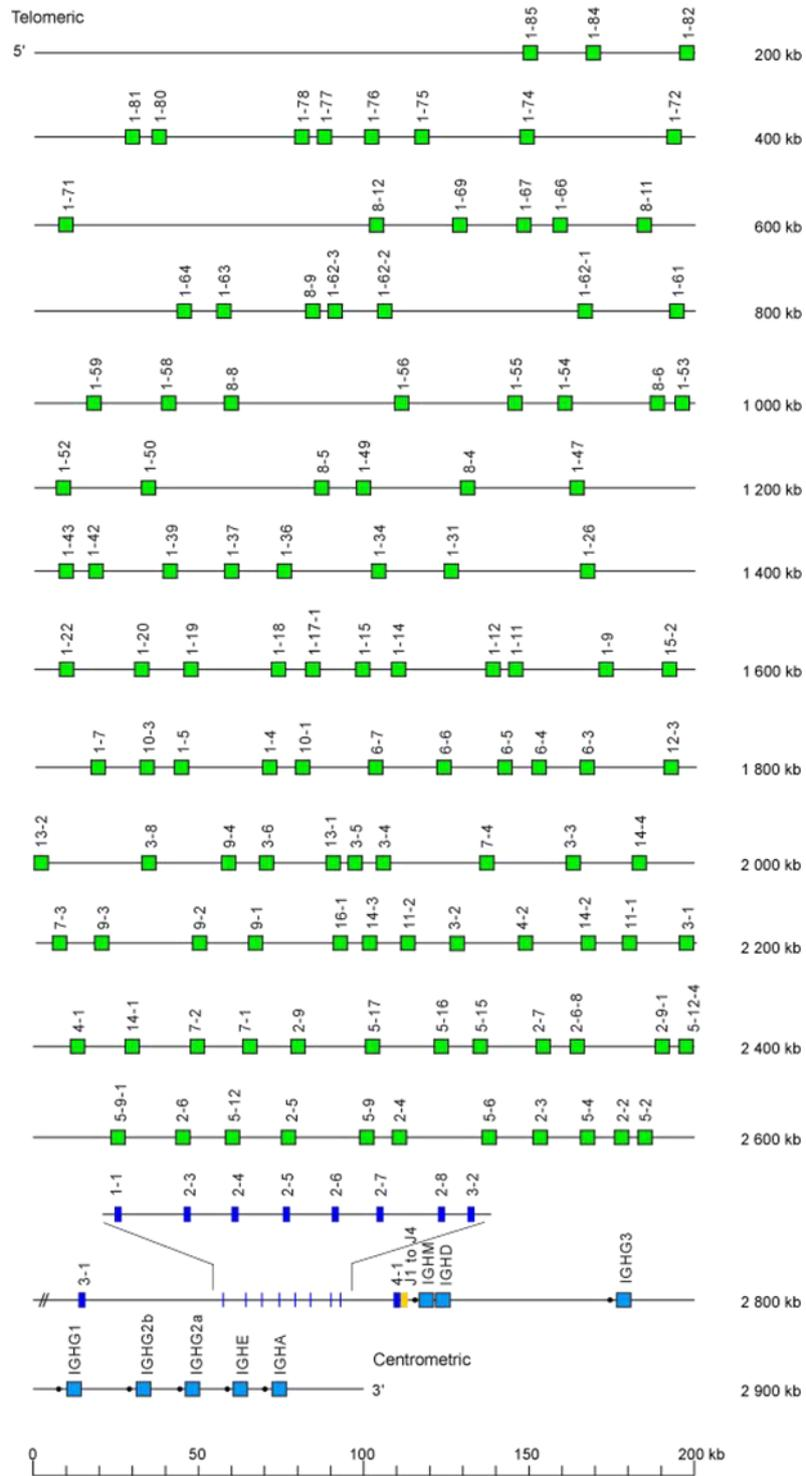 Telomeric
1-85 1-84 1-82
5' 200 kb
1-81 1-80 1-78 1-77 1-76 1-75 1-74 1-72
400 kb
1-71 8-12 1-69 1-67 1-66 8-11
600 kb
1-64 1-63 8-9 1-62-3 1-62-2 1-62-1 1-61
800 kb
1-59 1-58 8-8 1-56 1-55 1-54 8-6 1-53
1 000 kb
1-52 1-50 8-5 1-49 8-4 1-47
1 200 kb
1-43 1-42 1-39 1-37 1-36 1-34 1-31 1-26
1 400 kb
1-22 1-20 1-19 1-18 1-17-1 1-15 1-14 1-12 1-11 1-9 15-2
1 600 kb
1-7 10-3 1-5 1-4 10-1 6-7 6-6 6-5 6-4 6-3 12-3
1 800 kb
13-2 3-8 9-4 3-6 13-1 3-5 3-4 7-4 3-3 14-4
2 000 kb
7-3 9-3 9-2 9-1 16-1 14-3 11-2 3-2 4-2 14-2 11-1 3-1
2 200 kb
4-1 14-1 7-2 7-1 2-9 5-17 5-16 5-15 2-7 2-6-8 2-9-1 5-12-4
2 400 kb
5-9-1 2-6 5-12 2-5 5-9 2-4 5-6 2-3 5-4 2-2 5-2
2 600 kb
1-1 2-3 2-4 2-5 2-6 2-7 2-8 3-2
3-1 4-1 J1 to J4 IGHM IGHD IGHG3
2 800 kb
IGHG1 IGHG2b IGHG2a IGHE IGHA
Centrometric
3' 2 900 kb
0 50 100 150 200 kb